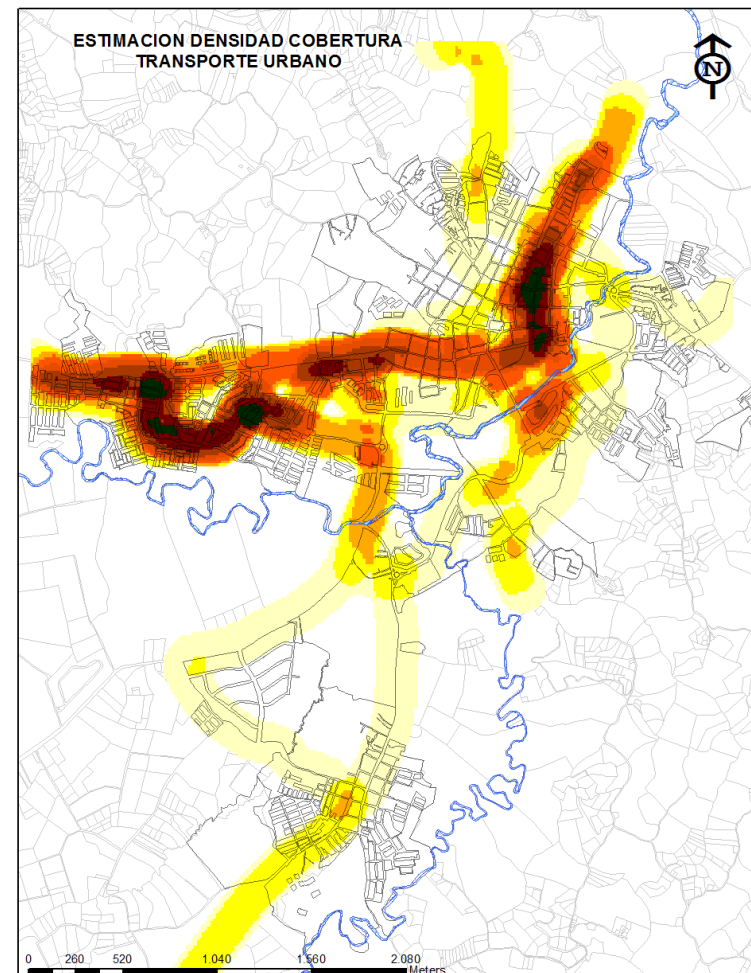 ESTIMACION DENSIDAD COBERTURA
TRANSPORTE URBANO
N
0 260 520 1.040 1.560 2.080
Meters